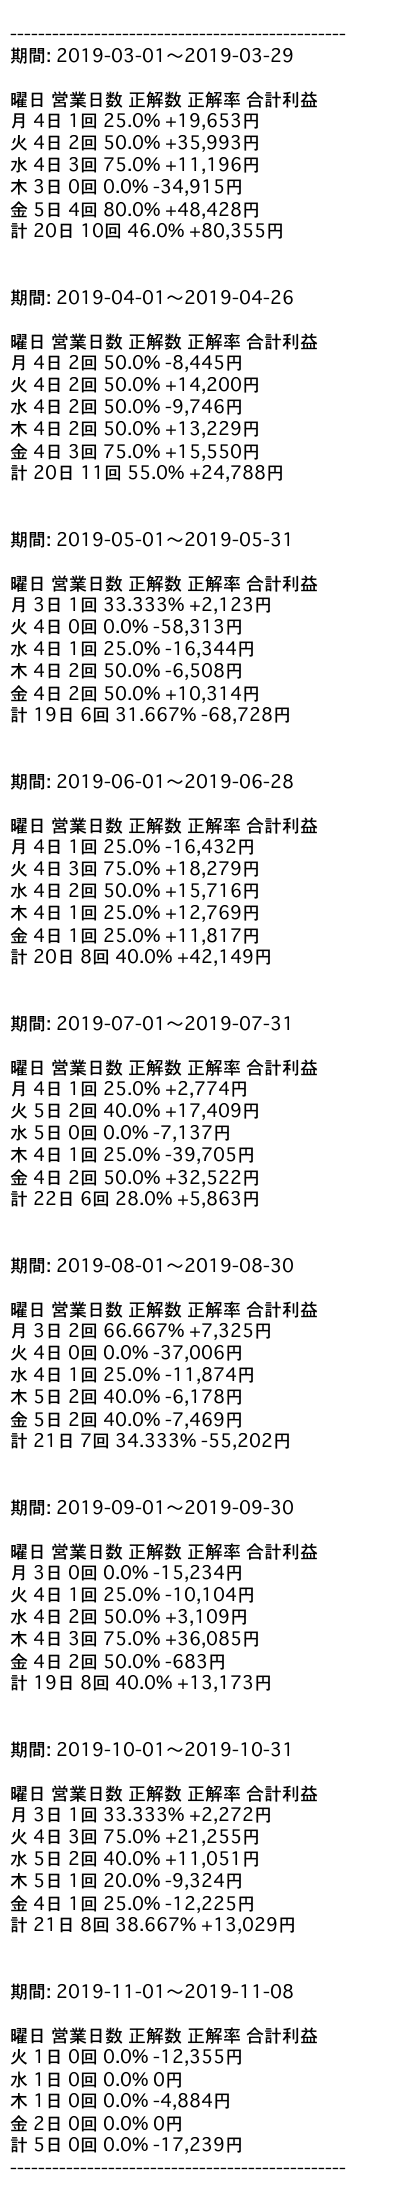 ------------------------------------------------
期間: 2019-03-01～2019-03-29
曜日 営業日数 正解数 正解率 合計利益
月 4日 1回 25.0% +19,653円
火 4日 2回 50.0% +35,993円
水 4日 3回 75.0% +11,196円
木 3日 0回 0.0% -34,915円
金 5日 4回 80.0% +48,428円
計 20日 10回 46.0% +80,355円
期間: 2019-04-01～2019-04-26
曜日 営業日数 正解数 正解率 合計利益
月 4日 2回 50.0% -8,445円
火 4日 2回 50.0% +14,200円
水 4日 2回 50.0% -9,746円
木 4日 2回 50.0% +13,229円
金 4日 3回 75.0% +15,550円
計 20日 11回 55.0% +24,788円
期間: 2019-05-01～2019-05-31
曜日 営業日数 正解数 正解率 合計利益
月 3日 1回 33.333% +2,123円
火 4日 0回 0.0% -58,313円
水 4日 1回 25.0% -16,344円
木 4日 2回 50.0% -6,508円
金 4日 2回 50.0% +10,314円
計 19日 6回 31.667% -68,728円
期間: 2019-06-01～2019-06-28
曜日 営業日数 正解数 正解率 合計利益
月 4日 1回 25.0% -16,432円
火 4日 3回 75.0% +18,279円
水 4日 2回 50.0% +15,716円
木 4日 1回 25.0% +12,769円
金 4日 1回 25.0% +11,817円
計 20日 8回 40.0% +42,149円
期間: 2019-07-01～2019-07-31
曜日 営業日数 正解数 正解率 合計利益
月 4日 1回 25.0% +2,774円
火 5日 2回 40.0% +17,409円
水 5日 0回 0.0% -7,137円
木 4日 1回 25.0% -39,705円
金 4日 2回 50.0% +32,522円
計 22日 6回 28.0% +5,863円
期間: 2019-08-01～2019-08-30
曜日 営業日数 正解数 正解率 合計利益
月 3日 2回 66.667% +7,325円
火 4日 0回 0.0% -37,006円
水 4日 1回 25.0% -11,874円
木 5日 2回 40.0% -6,178円
金 5日 2回 40.0% -7,469円
計 21日 7回 34.333% -55,202円
期間: 2019-09-01～2019-09-30
曜日 営業日数 正解数 正解率 合計利益
月 3日 0回 0.0% -15,234円
火 4日 1回 25.0% -10,104円
水 4日 2回 50.0% +3,109円
木 4日 3回 75.0% +36,085円
金 4日 2回 50.0% -683円
計 19日 8回 40.0% +13,173円
期間: 2019-10-01～2019-10-31
曜日 営業日数 正解数 正解率 合計利益
月 3日 1回 33.333% +2,272円
火 4日 3回 75.0% +21,255円
水 5日 2回 40.0% +11,051円
木 5日 1回 20.0% -9,324円
金 4日 1回 25.0% -12,225円
計 21日 8回 38.667% +13,029円
期間: 2019-11-01～2019-11-08
曜日 営業日数 正解数 正解率 合計利益
火 1日 0回 0.0% -12,355円
水 1日 0回 0.0% 0円
木 1日 0回 0.0% -4,884円
金 2日 0回 0.0% 0円
計 5日 0回 0.0% -17,239円
------------------------------------------------